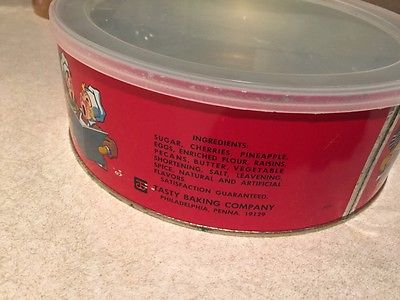 INGREDIENTS:
SUGAR, CHERRIES, PINEAPPLE,
EGGS, ENRICHED FLOUR, RAISINS,
PECANS, BUTTER, VEGETABLE
SHORTENING, SALT, LEAVENING,
SPICE, NATURAL AND ARTIFICIAL
FLAVORS.
SATISFACTION GUARANTEED.
TASTY BAKING COMPANY
PHILADELPHIA, PENNA. 19129